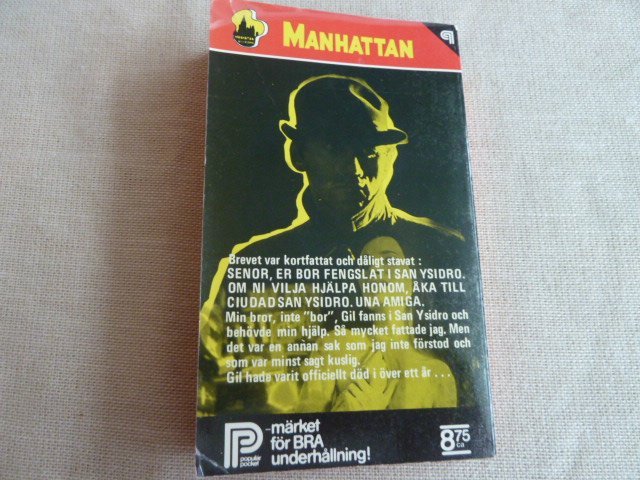 MANHATTAN
Brevet var kortfattat och dåligt stavat :
SENOR, ER BOR FENGSLAT I SAN YSIDRO.
OM NI VILJA HJÄLPA HONOM, ÅKA TILL
CIUDAD SAN YSIDRO. UNA AMIGA.
Min bror, inte "bor", Gil fanns i San Ysidro och
behövde min hjälp. Så mycket fattade jag. Men
det var en annan sak som jag inte förstod och
som var minst sagt kuslig.
Gil hade varit officiellt död i över ett år . . .
P
popular
pocket
-märket
för BRA
underhållning!
8 75
ca